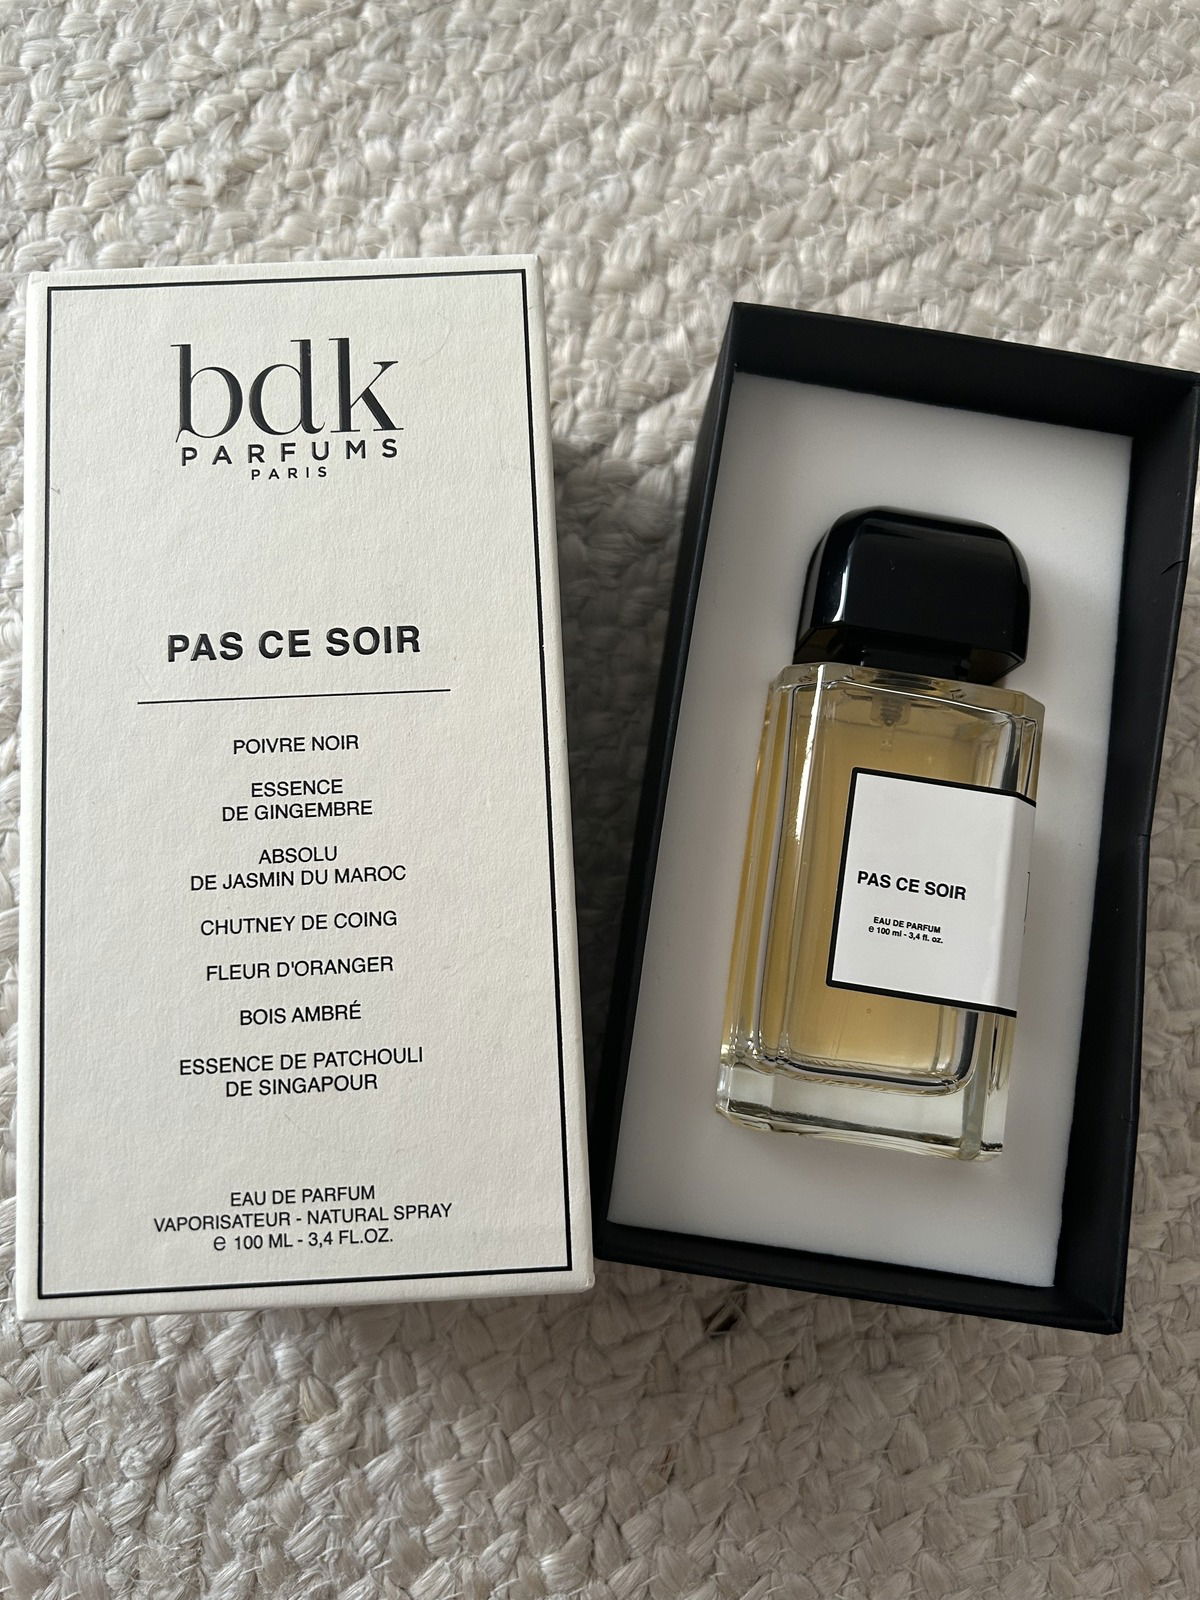 bdk
PARFUMS
PARIS
PAS CE SOIR
POIVRE NOIR
ESSENCE
DE GINGEMBRE
ABSOLU
DE JASMIN DU MAROC
CHUTNEY DE COING
FLEUR D'ORANGER
BOIS AMBRÉ
ESSENCE DE PATCHOULI
DE SINGAPOUR
EAU DE PARFUM
VAPORISATEUR - NATURAL SPRAY
℮ 100 ML - 3,4 FL.OZ.
PAS CE SOIR
EAU DE PARFUM
℮ 100 ml - 3,4 fl. oz.